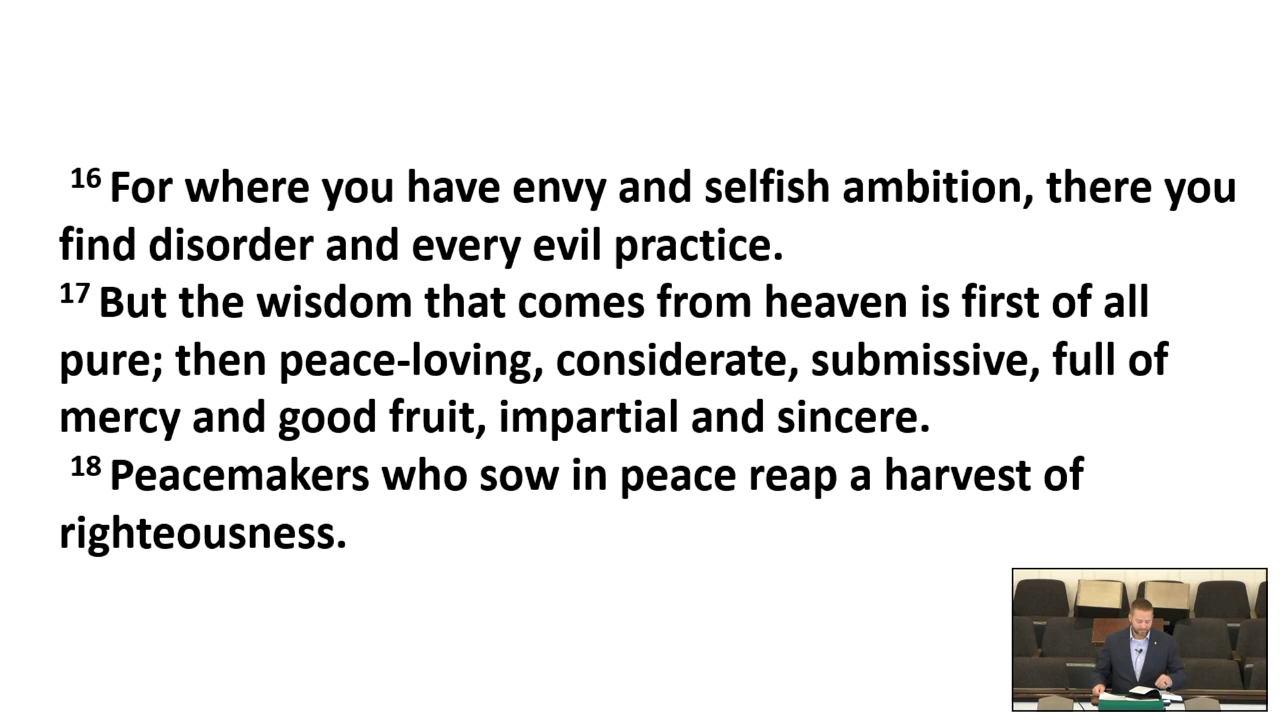 16 For where you have envy and selfish ambition, there you
find disorder and every evil practice.
17 But the wisdom that comes from heaven is first of all
pure; then peace-loving, considerate, submissive, full of
mercy and good fruit, impartial and sincere.
18 Peacemakers who sow in peace reap a harvest of
righteousness.